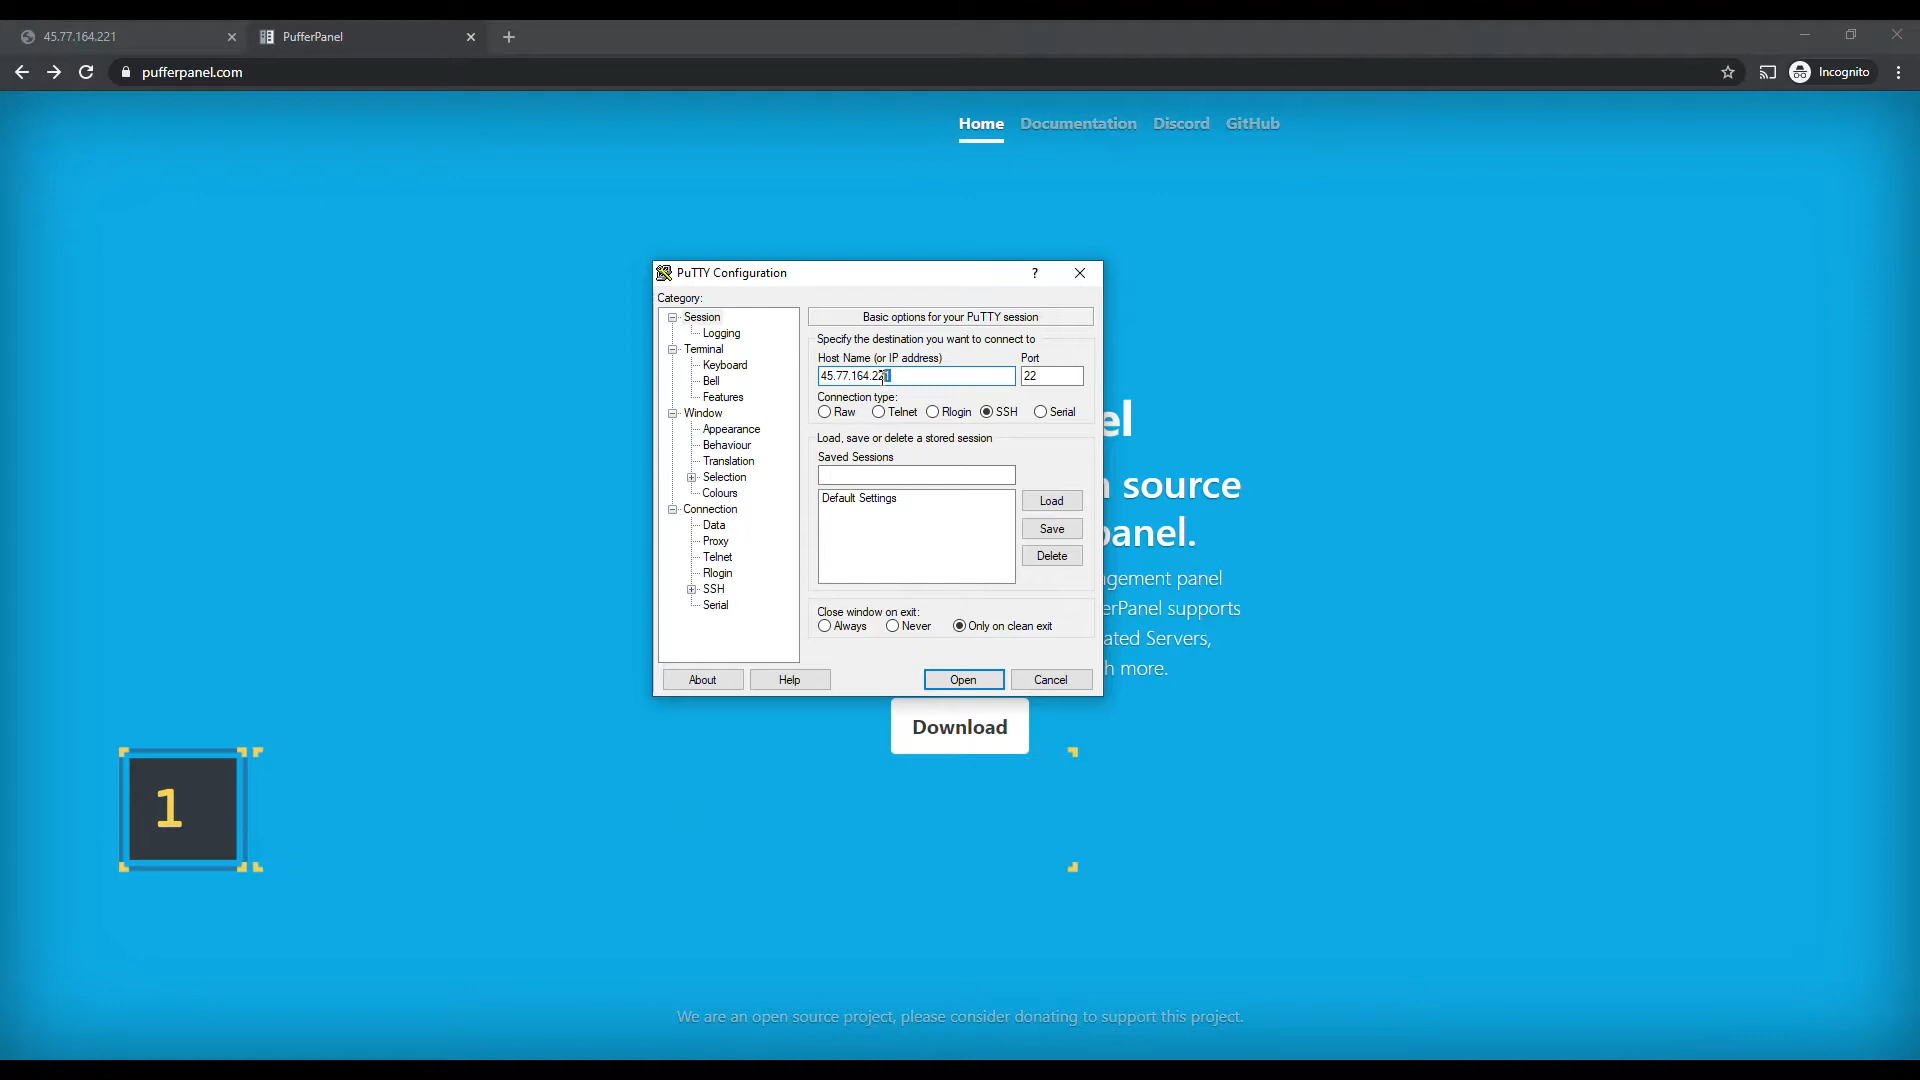 45.77.164.221
PufferPanel
pufferpanel.com
Incognito
Home Documentation Discord GitHub
PuTTY Configuration
?
Category:
Session
Logging
Terminal
Keyboard
Bell
Features
Window
Appearance
Behaviour
Translation
Selection
Colours
Connection
Data
Proxy
Telnet
Rlogin
SSH
Serial
Basic options for your PuTTY session
Specify the destination you want to connect to
Host Name (or IP address) Port
45.77.164.221 22
Connection type:
Raw Telnet Rlogin SSH Serial
Load, save or delete a stored session
Saved Sessions
Default Settings
Load
Save
Delete
Close window on exit:
Always Never Only on clean exit
About Help Open Cancel
el
source
panel.
gement panel
erPanel supports
ated Servers,
h more.
Download
1
We are an open source project, please consider donating to support this project.